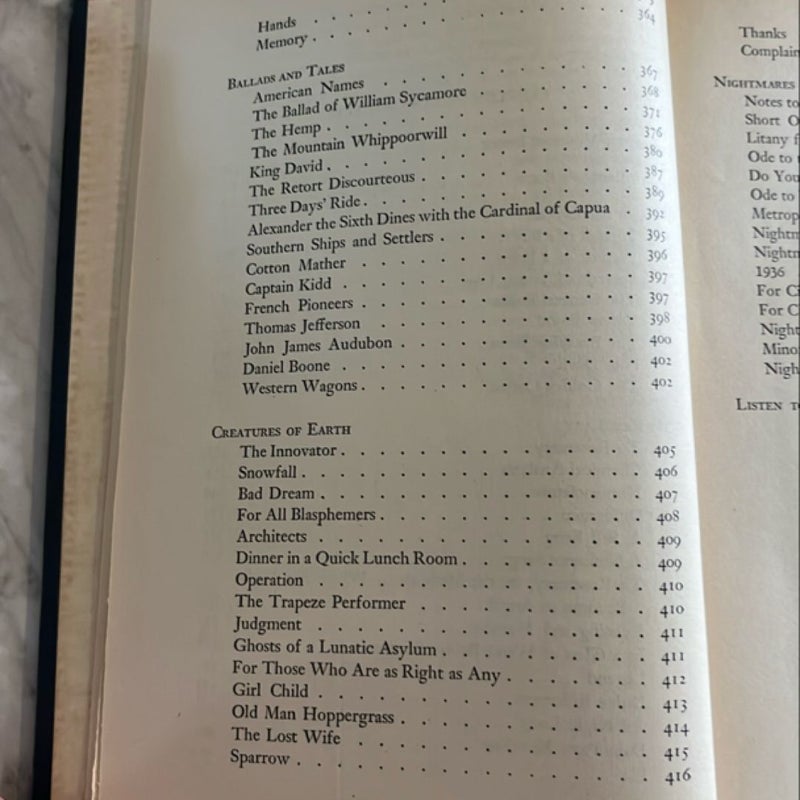 Hands . . . . . . . . . . . . 364
Memory . . . . . . . . . . . .
BALLADS AND TALES
American Names . . . . . . . . . . 367
The Ballad of William Sycamore . . . . . . . 368
The Hemp . . . . . . . . . . . . 371
The Mountain Whippoorwill . . . . . . . . 376
King David . . . . . . . . . . . . 380
The Retort Discourteous . . . . . . . . . 387
Three Days' Ride . . . . . . . . . . . 389
Alexander the Sixth Dines with the Cardinal of Capua . 392
Southern Ships and Settlers . . . . . . . . 395
Cotton Mather . . . . . . . . . . . 396
Captain Kidd . . . . . . . . . . . 397
French Pioneers . . . . . . . . . . . 397
Thomas Jefferson . . . . . . . . . . 398
John James Audubon . . . . . . . . . . 400
Daniel Boone . . . . . . . . . . . 402
Western Wagons . . . . . . . . . . . 402
CREATURES OF EARTH
The Innovator . . . . . . . . . . . . 405
Snowfall . . . . . . . . . . . . . 406
Bad Dream . . . . . . . . . . . . 407
For All Blasphemers . . . . . . . . . . 408
Architects . . . . . . . . . . . . 409
Dinner in a Quick Lunch Room . . . . . . . 409
Operation . . . . . . . . . . . . 410
The Trapeze Performer . . . . . . . . . 410
Judgment . . . . . . . . . . . . 411
Ghosts of a Lunatic Asylum . . . . . . . . 411
For Those Who Are as Right as Any . . . . . . 412
Girl Child . . . . . . . . . . . . 413
Old Man Hoppergrass . . . . . . . . . . 414
The Lost Wife . . . . . . . . . . . 415
Sparrow . . . . . . . . . . . . . 416
Thanks
Complain
NIGHTMARES
Notes to
Short O
Litany f
Ode to
Do You
Ode to
Metrop
Nightm
Nightm
1936
For Ci
For C
Night
Mino
Nigh
LISTEN T